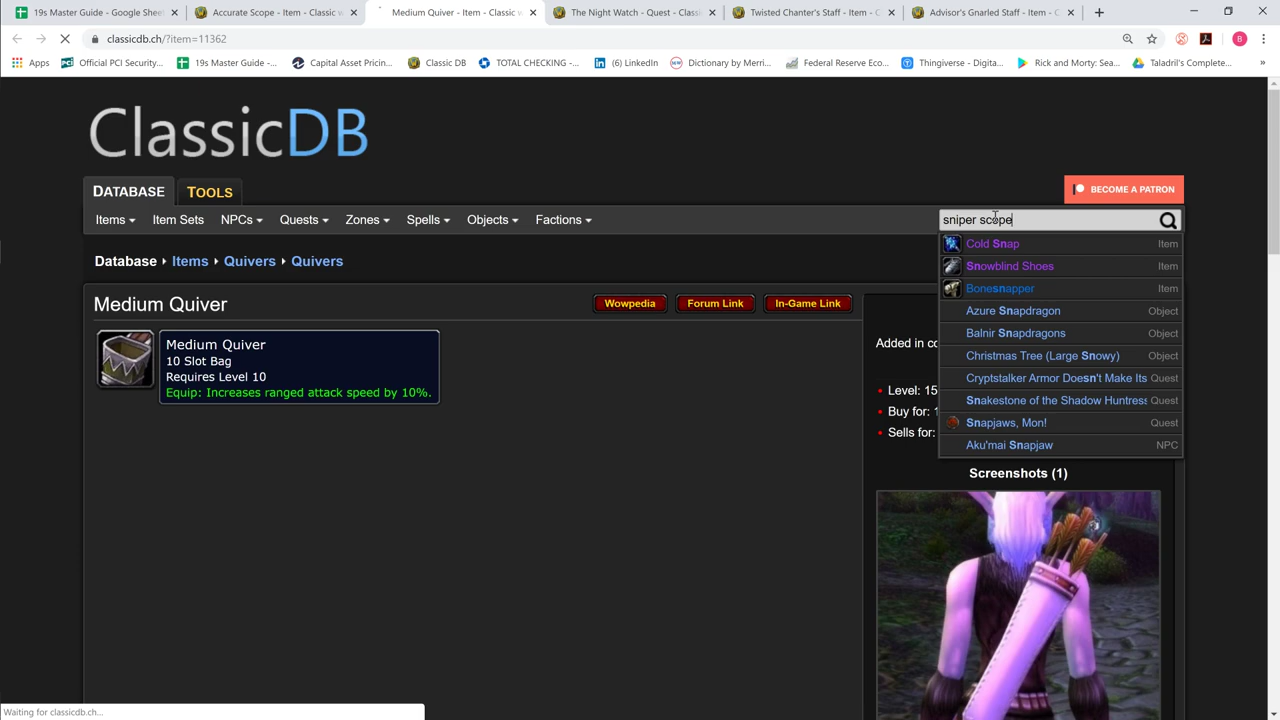 19s Master Guide - Google Sheet
Accurate Scope - Item - Classic w
Medium Quiver - Item - Classic w
The Night Watch - Quest - Classic
Twisted Chanter's Staff - Item - C
Advisor's Gnarled Staff - Item - C
classicdb.ch/?item=11362
Apps
Official PCI Security...
19s Master Guide -...
Capital Asset Pricin...
Classic DB
TOTAL CHECKING -...
(6) LinkedIn
Dictionary by Merri...
Federal Reserve Eco...
Thingiverse - Digita...
Rick and Morty: Sea...
Taladril's Complete...
ClassicDB
DATABASE
TOOLS
BECOME A PATRON
Items
Item Sets
NPCs
Quests
Zones
Spells
Objects
Factions
sniper scope
Database
Items
Quivers
Quivers
Cold Snap Item
Snowblind Shoes Item
Bonesnapper Item
Azure Snapdragon Object
Balnir Snapdragons Object
Christmas Tree (Large Snowy) Object
Cryptstalker Armor Doesn't Make Its Quest
Snakestone of the Shadow Huntress Quest
Snapjaws, Mon! Quest
Aku'mai Snapjaw NPC
Medium Quiver
Wowpedia
Forum Link
In-Game Link
Medium Quiver
10 Slot Bag
Requires Level 10
Equip: Increases ranged attack speed by 10%.
Added in co
Level: 15
Buy for: 1
Sells for:
Screenshots (1)
Waiting for classicdb.ch...